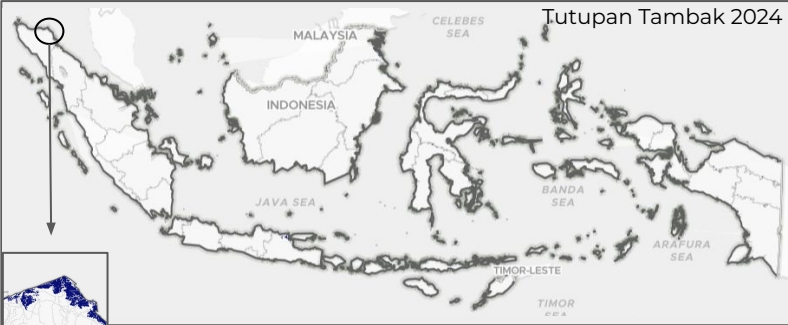 Tutupan Tambak 2024
CELEBES
SEA
MALAYSIA
INDONESIA
JAVA SEA
BANDA
SEA
ARAFURA
SEA
TIMOR-LESTE
TIMOR
SEA